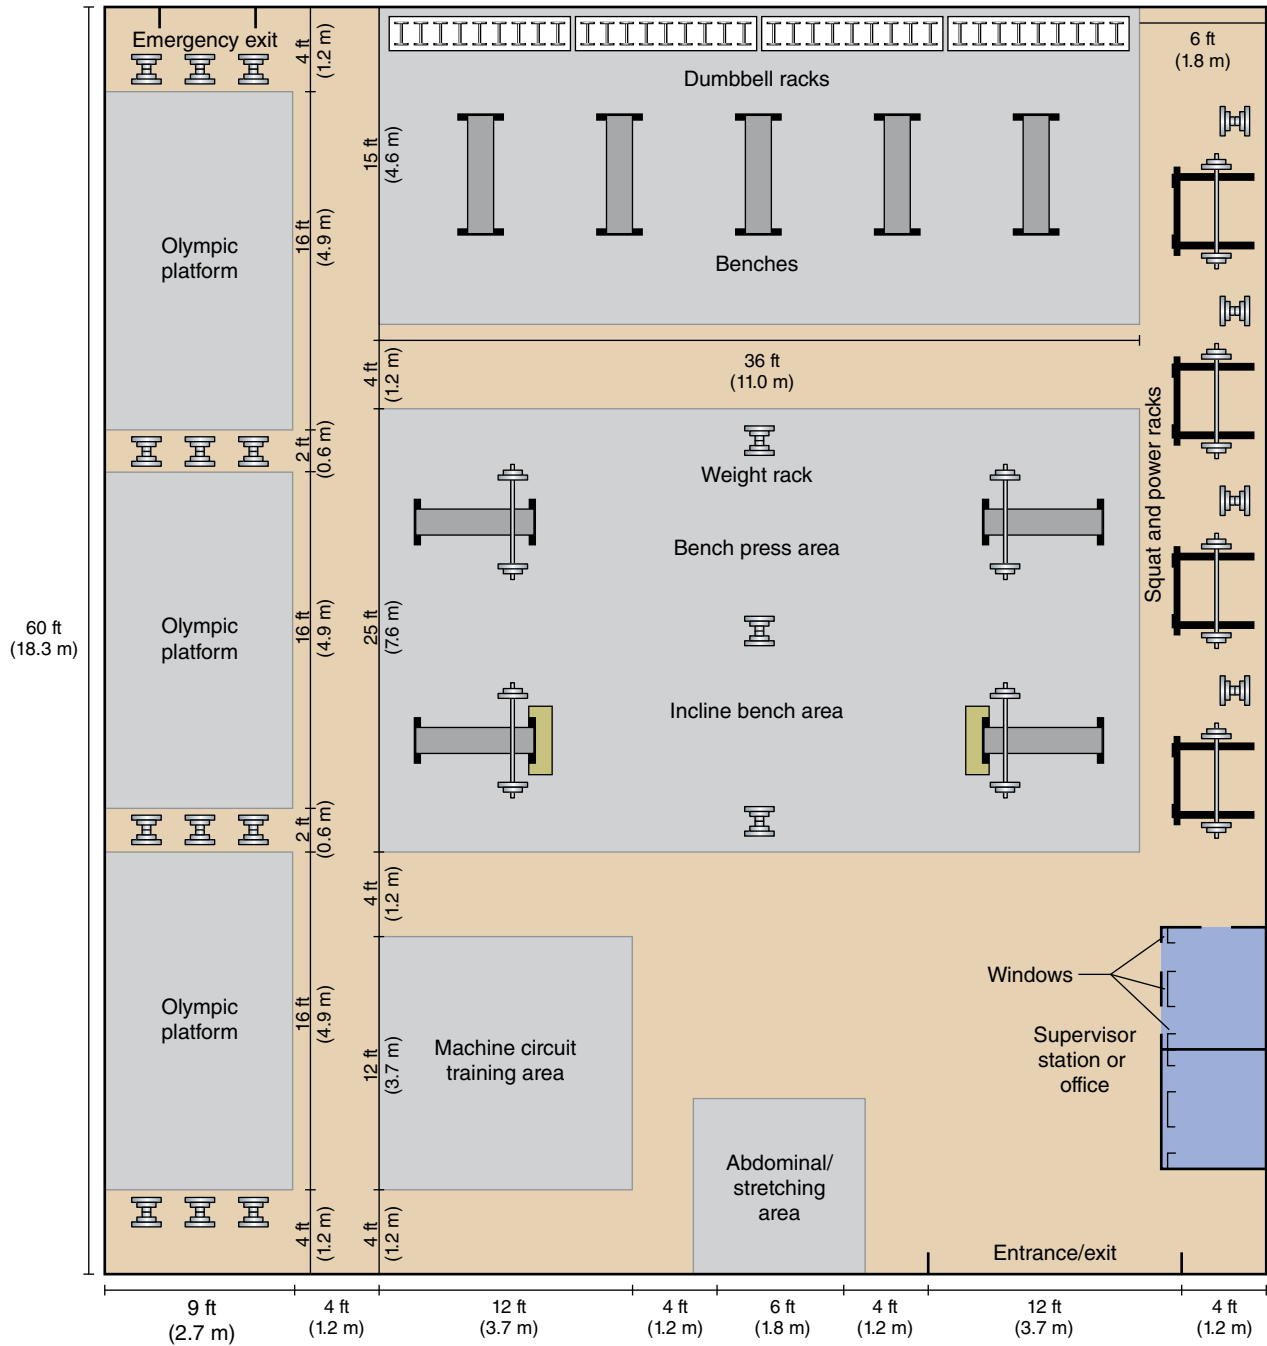 Emergency exit
4 ft
(1.2 m)
Dumbbell racks
6 ft
(1.8 m)
15 ft
(4.6 m)
Olympic
platform
16 ft
(4.9 m)
Benches
4 ft
(1.2 m)
36 ft
(11.0 m)
Squat and power racks
2 ft
(0.6 m)
Weight rack
Bench press area
60 ft
(18.3 m)
Olympic
platform
16 ft
(4.9 m)
25 ft
(7.6 m)
Incline bench area
2 ft
(0.6 m)
4 ft
(1.2 m)
Windows
Olympic
platform
16 ft
(4.9 m)
12 ft
(3.7 m)
Machine circuit
training area
Supervisor
station or
office
Abdominal/
stretching
area
4 ft
(1.2 m)
4 ft
(1.2 m)
Entrance/exit
9 ft
(2.7 m)
4 ft
(1.2 m)
12 ft
(3.7 m)
4 ft
(1.2 m)
6 ft
(1.8 m)
4 ft
(1.2 m)
12 ft
(3.7 m)
4 ft
(1.2 m)